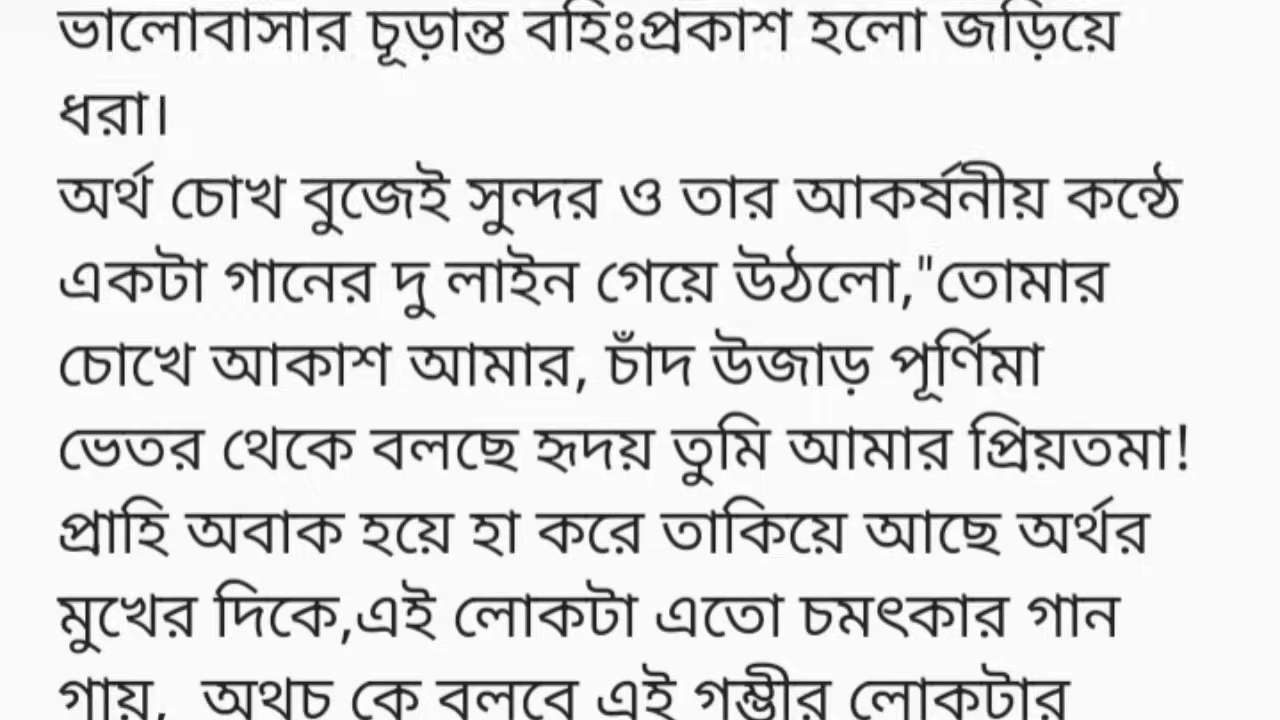 ভালোবাসার চূড়ান্ত বহিঃপ্রকাশ হলো জড়িয়ে
ধরা।
অর্থ চোখ বুজেই সুন্দর ও তার আকর্ষনীয় কন্ঠে
একটা গানের দু লাইন গেয়ে উঠলো,"তোমার
চোখে আকাশ আমার, চাঁদ উজাড় পূর্ণিমা
ভেতর থেকে বলছে হৃদয় তুমি আমার প্রিয়তমা!
প্রাহি অবাক হয়ে হা করে তাকিয়ে আছে অর্থর
মুখের দিকে,এই লোকটা এতো চমৎকার গান
গায়, অথচ কে বলবে এই গম্ভীর লোকটার